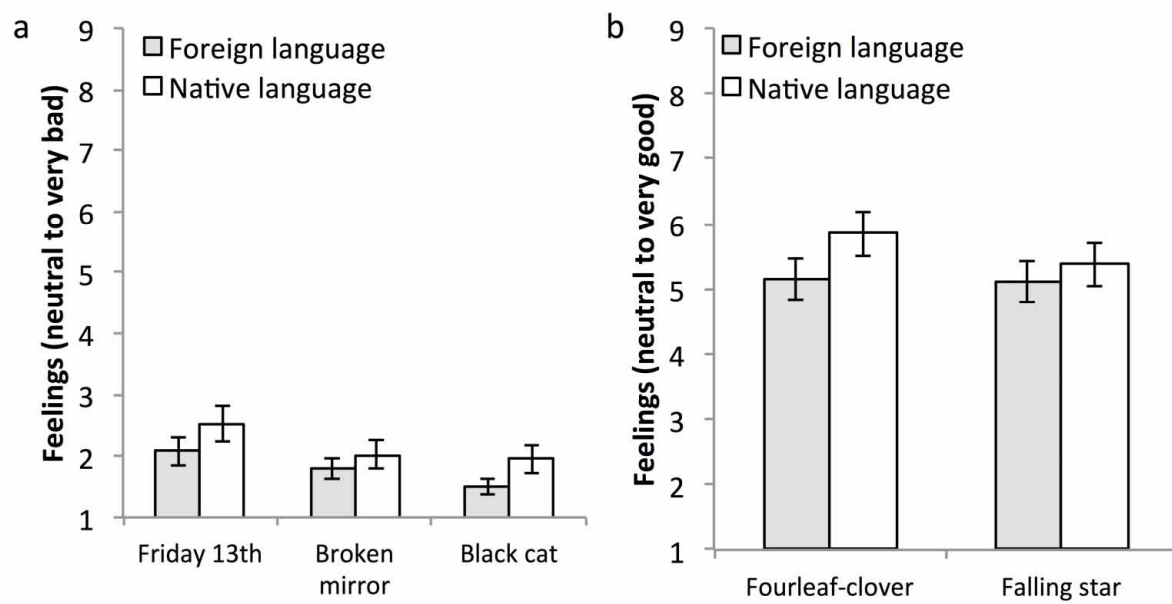 a
Feelings (neutral to very bad)
9
8
7
6
5
4
3
2
1
Foreign language
Native language
Friday 13th
Broken
mirror
Black cat
b
Feelings (neutral to very good)
9
8
7
6
5
4
3
2
1
Foreign language
Native language
Fourleaf-clover
Falling star